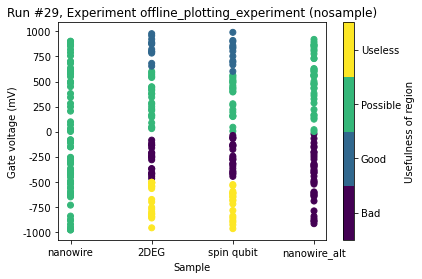 Run #29, Experiment offline_plotting_experiment (nosample)
1000
750
500
250
0
-250
-500
-750
-1000
Gate voltage (mV)
nanowire
2DEG
spin qubit
nanowire_alt
Sample
Useless
Possible
Good
Bad
Usefulness of region